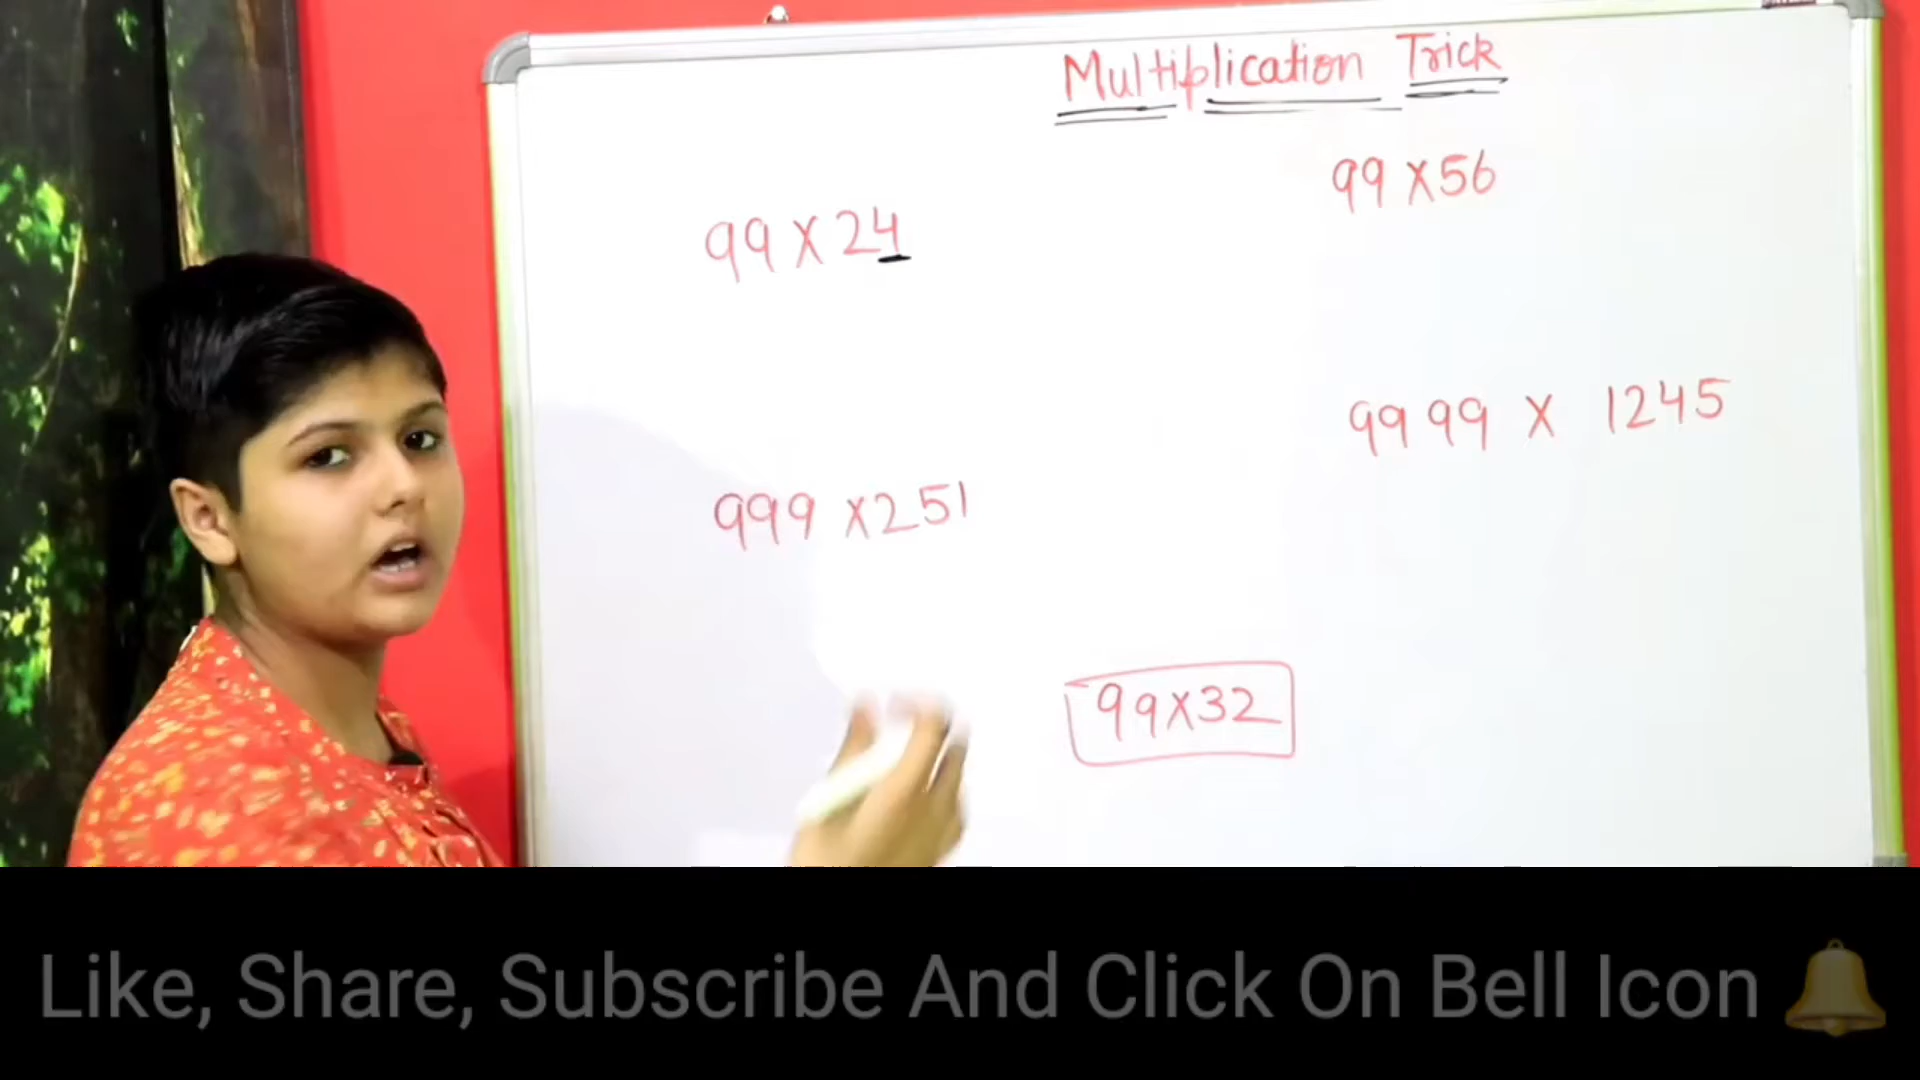 Multiplication Trick
99 X 56
99 X 24
9999 X 1245
999 X 251
99X32
Like, Share, Subscribe And Click On Bell Icon